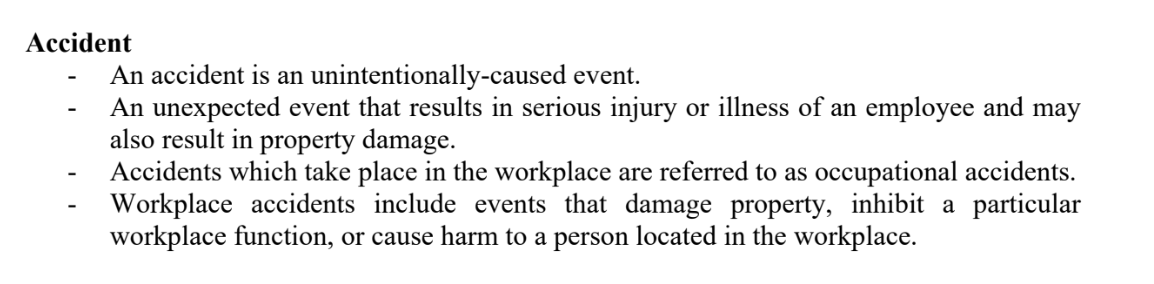 Accident
- An accident is an unintentionally-caused event.
- An unexpected event that results in serious injury or illness of an employee and may
also result in property damage.
- Accidents which take place in the workplace are referred to as occupational accidents.
- Workplace accidents include events that damage property, inhibit a particular
workplace function, or cause harm to a person located in the workplace.